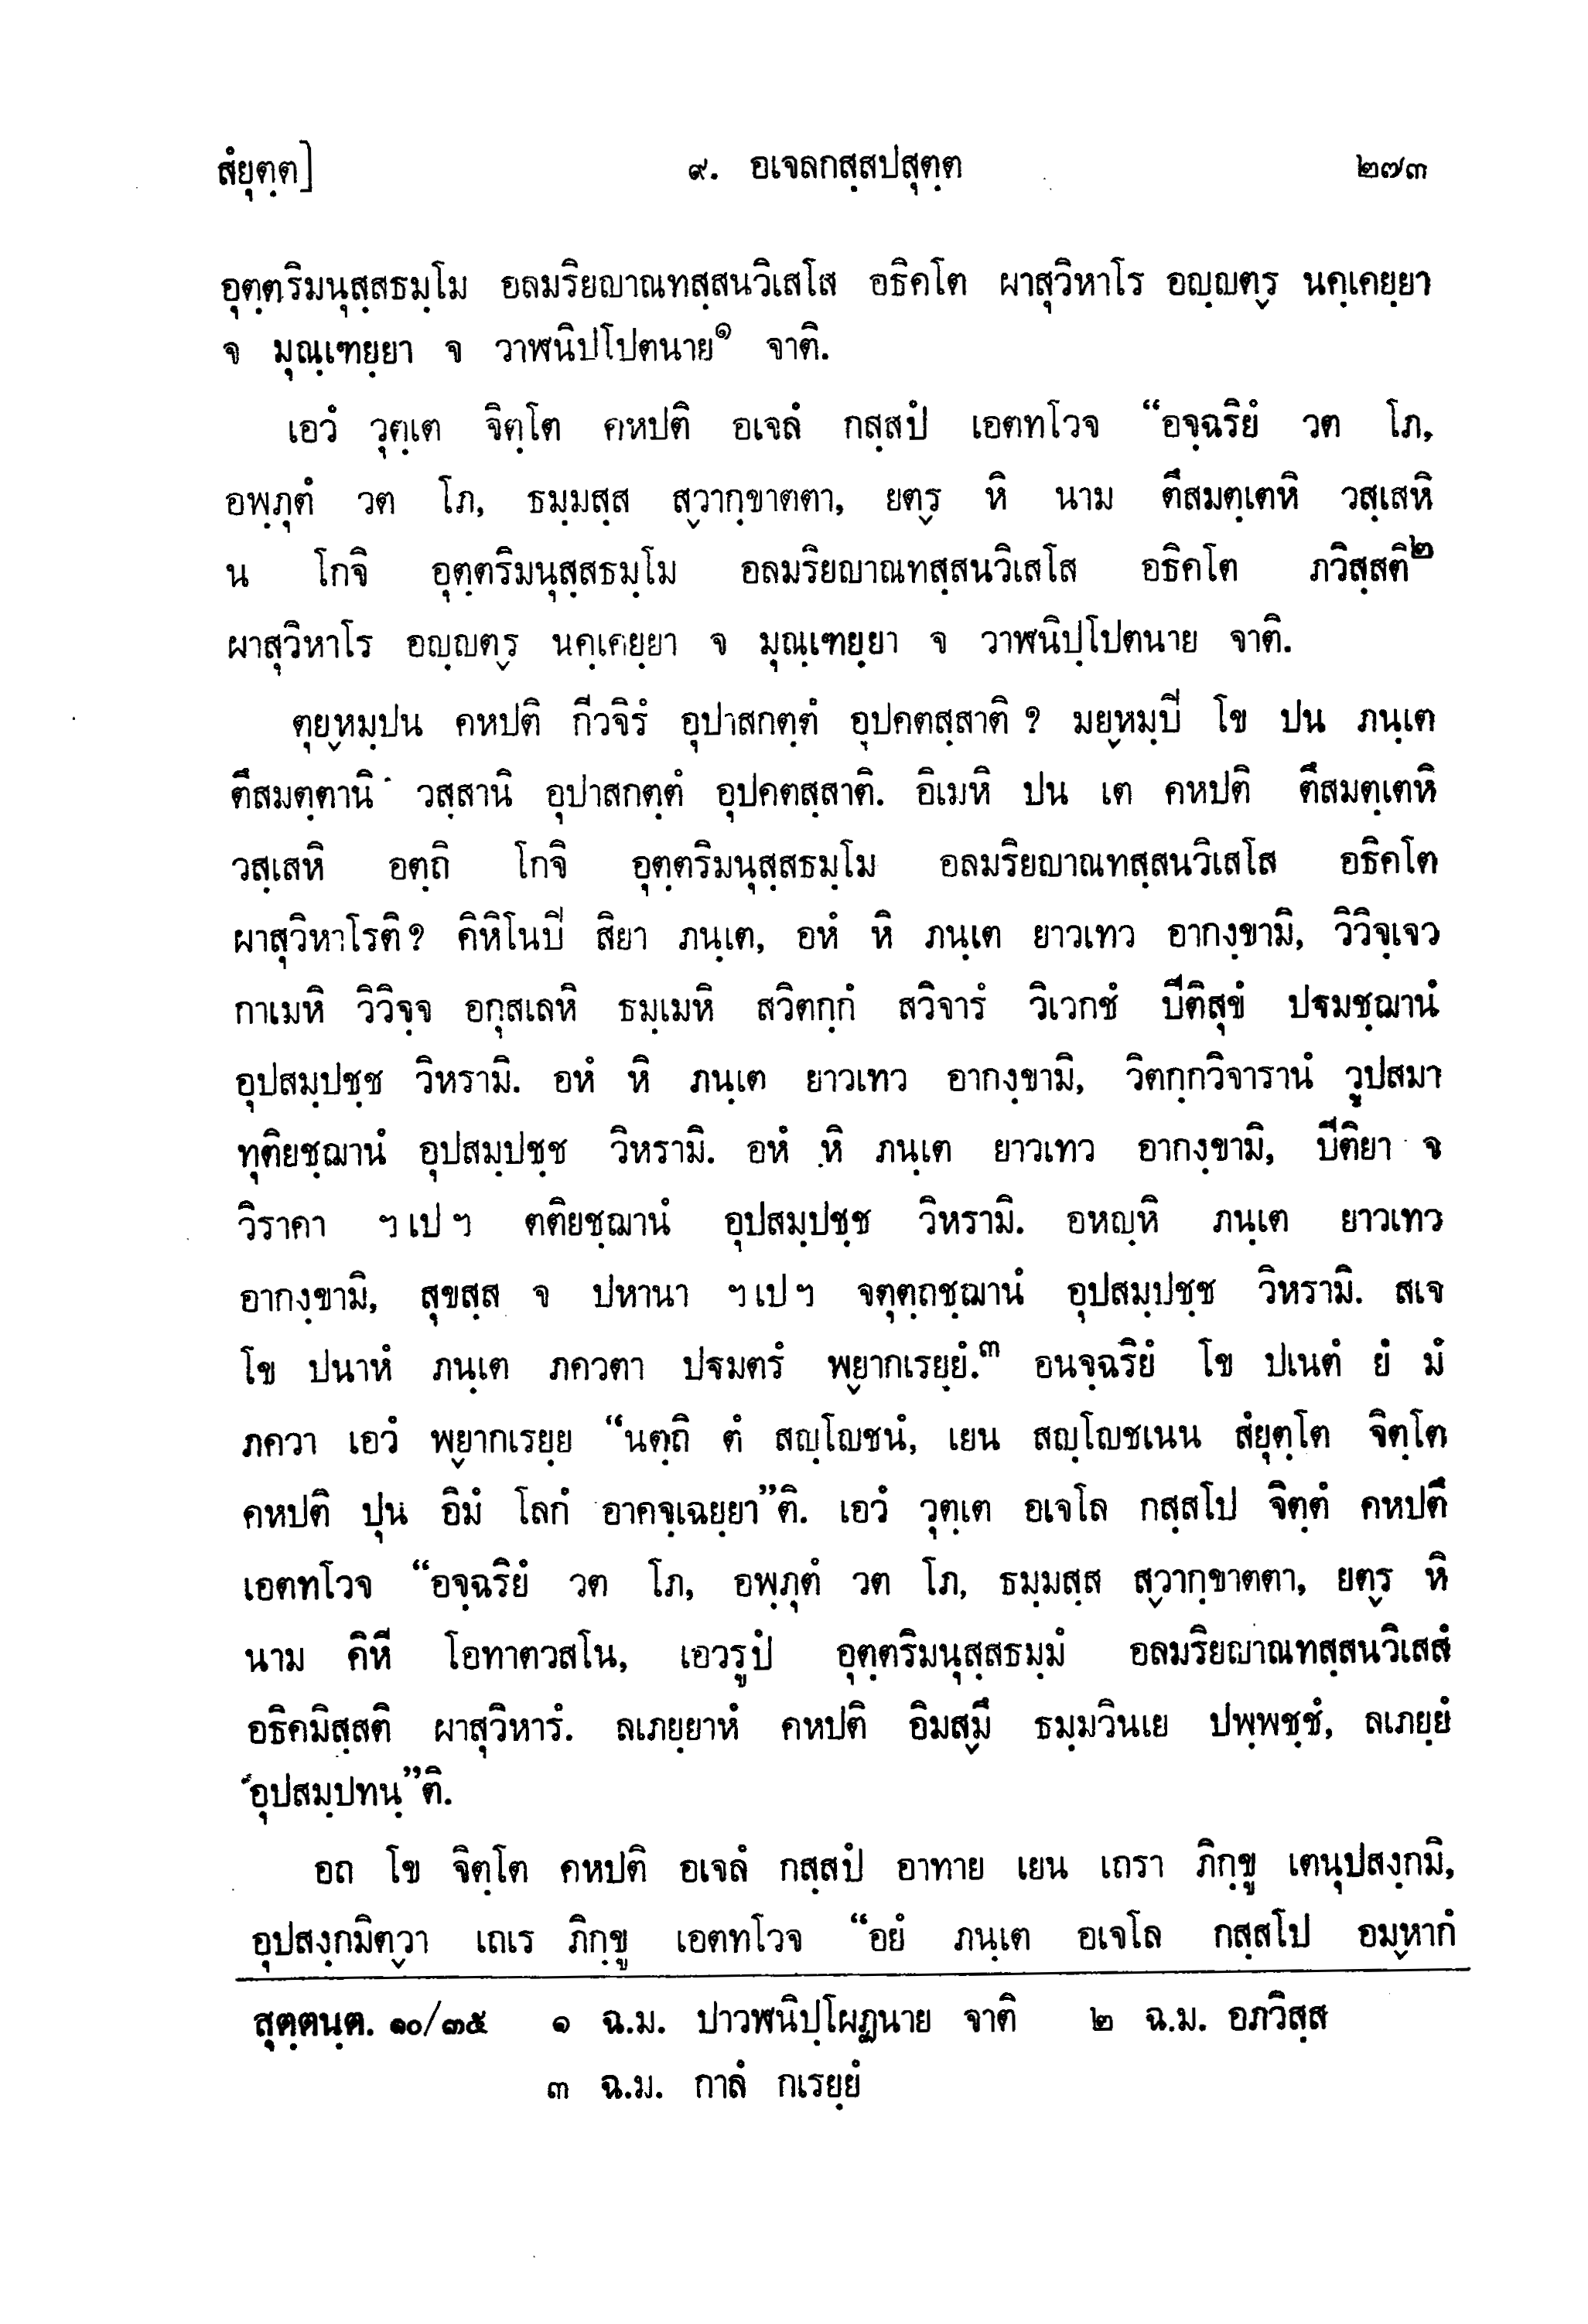 สํยุตฺต]
๙. อเจลกสฺสปสุตฺต
๒๗๓
อุตฺตริมนุสฺสธมฺโม อลมริยญาณทสฺสนวิเสโส อธิคโต ผาสุวิหาโร อญฺญตฺร นคฺเคยฺยา
จ มุณฺเฑยฺยา จ วาฬนิปโปตนาย๑ จาติ.
เอวํ วุตฺเต จิตฺโต คหปติ อเจลํ กสฺสปํ เอตทโวจ “อจฺฉริยํ วต โภ,
อพฺภุตํ วต โภ, ธมฺมสฺส สฺวากฺขาตตา, ยตฺร หิ นาม ตึสมตฺเตหิ วสฺเสหิ
น โกจิ อุตฺตริมนุสฺสธมฺโม อลมริยญาณทสฺสนวิเสโส อธิคโต ภวิสฺสติ๒
ผาสุวิหาโร อญฺญตฺร นคฺเคยฺยา จ มุณฺเฑยฺยา จ วาฬนิปฺโปตนาย จาติ.
ตุยฺหมฺปน คหปติ กีวจิรํ อุปาสกตฺตํ อุปคตสฺสาติ ? มยฺหมฺปิ โข ปน ภนฺเต
ตึสมตฺตานิ วสฺสานิ อุปาสกตฺตํ อุปคตสฺสาติ. อิเมหิ ปน เต คหปติ ตึสมตฺเตหิ
วสฺเสหิ อตฺถิ โกจิ อุตฺตริมนุสฺสธมฺโม อลมริยญาณทสฺสนวิเสโส อธิคโต
ผาสุวิหาโรติ ? คิหิโนปิ สิยา ภนฺเต, อหํ หิ ภนฺเต ยาวเทว อากงฺขามิ, วิวิจฺเจว
กาเมหิ วิวิจฺจ อกุสเลหิ ธมฺเมหิ สวิตกฺกํ สวิจารํ วิเวกชํ ปีติสุขํ ปฐมชฺฌานํ
อุปสมฺปชฺช วิหรามิ. อหํ หิ ภนฺเต ยาวเทว อากงฺขามิ, วิตกฺกวิจารานํ วูปสมา
ทุติยชฺฌานํ อุปสมฺปชฺช วิหรามิ. อหํ หิ ภนฺเต ยาวเทว อากงฺขามิ, ปีติยา จ
วิราคา ฯ เป ฯ ตติยชฺฌานํ อุปสมฺปชฺช วิหรามิ. อหญฺหิ ภนฺเต ยาวเทว
อากงฺขามิ, สุขสฺส จ ปหานา ฯ เป ฯ จตุตฺถชฺฌานํ อุปสมฺปชฺช วิหรามิ. สเจ
โข ปนาหํ ภนฺเต ภควตา ปฐมตรํ พฺยากเรยฺยํ.๓ อนจฺฉริยํ โข ปเนตํ ยํ มํ
ภควา เอวํ พฺยากเรยฺย “นตฺถิ ตํ สญฺโญชนํ, เยน สญฺโญชเนน สํยุตฺโต จิตฺโต
คหปติ ปุน อิมํ โลกํ อาคจฺเฉยฺยา”ติ. เอวํ วุตฺเต อเจโล กสฺสโป จิตฺตํ คหปตึ
เอตทโวจ “อจฺฉริยํ วต โภ, อพฺภุตํ วต โภ, ธมฺมสฺส สฺวากฺขาตตา, ยตฺร หิ
นาม คิหี โอทาตวสโน, เอวรูปํ อุตฺตริมนุสฺสธมฺมํ อลมริยญาณทสฺสนวิเสสํ
อธิคมิสฺสติ ผาสุวิหารํ. ลเภยฺยาหํ คหปติ อิมสฺมึ ธมฺมวินเย ปพฺพชฺชํ, ลเภยฺยํ
อุปสมฺปทนฺ”ติ.
อถ โข จิตฺโต คหปติ อเจลํ กสฺสปํ อาทาย เยน เถรา ภิกฺขู เตนุปสงฺกมิ,
อุปสงฺกมิตฺวา เถเร ภิกฺขู เอตทโวจ “อยํ ภนฺเต อเจโล กสฺสโป อมฺหากํ
สุตฺตนฺต. ๑๐/๓๕ ๑ ฉ.ม. ปาวฬนิปฺโผฏนาย จาติ ๒ ฉ.ม. อภวิสฺส
๓ ฉ.ม. กาลํ กเรยฺยํ